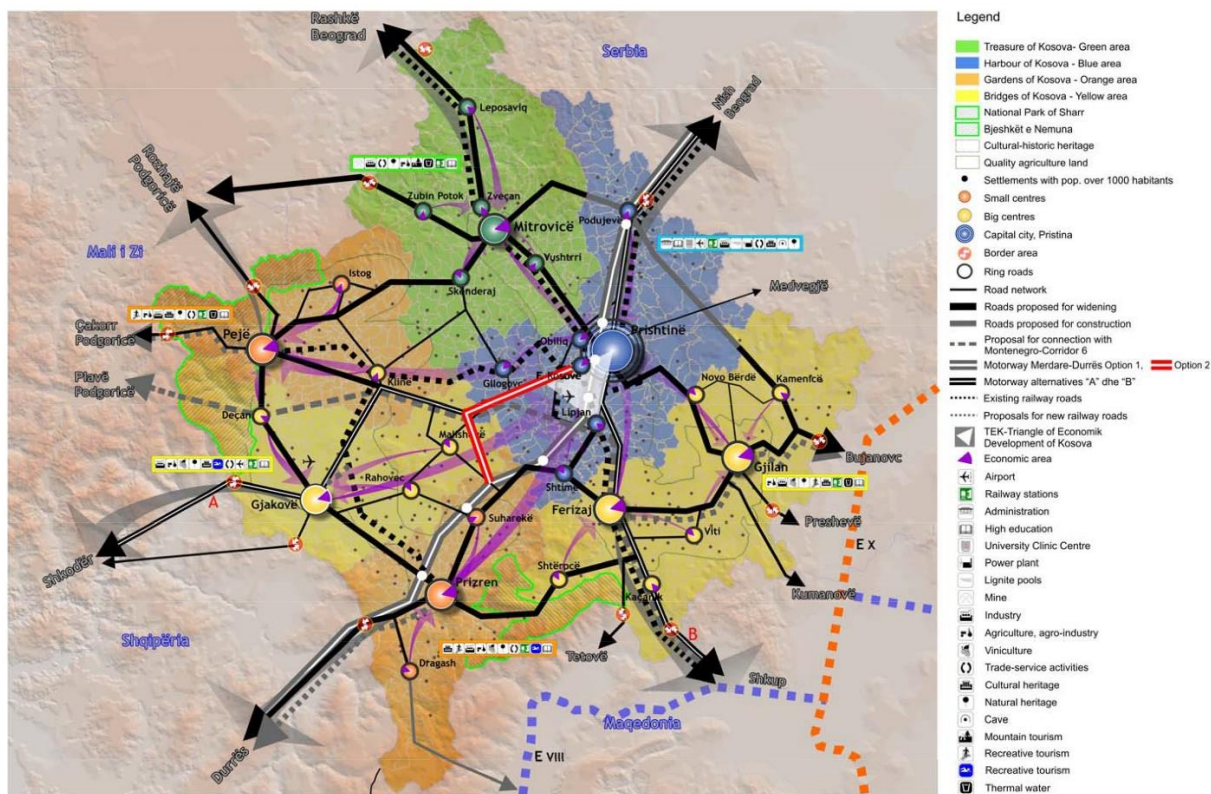 Rashkë
Beograd
Serbia
Nish
Beograd
Leposaviq
Rozhajë
Podgoricë
Zubin Potok
Zveçan
Mitrovicë
Podujevë
Mali i Zi
Vushtrri
Istog
Skënderaj
Medvegjë
Çakorr
Podgoricë
Pejë
Obiliq
Prishtinë
F. Kosovë
Gllogovc
Plavë
Podgoricë
Klinë
Novo Bërdë
Kamenicë
Deçan
Lipjan
Malishevë
Gjilan
Bujanovc
Rahovec
Shtime
A
Gjakovë
Ferizaj
Suharekë
Viti
Preshevë
E X
Shkodër
Shtërpcë
Prizren
Kaçanik
Kumanovë
B
Shqipëria
Tetovë
Dragash
Shkup
Maqedonia
Durrës
E VIII
Legend
Treasure of Kosova- Green area
Harbour of Kosova - Blue area
Gardens of Kosova - Orange area
Bridges of Kosova - Yellow area
National Park of Sharr
Bjeshkët e Nemuna
Cultural-historic heritage
Quality agriculture land
Settlements with pop. over 1000 habitants
Small centres
Big centres
Capital city, Pristina
Border area
Ring roads
Road network
Roads proposed for widening
Roads proposed for construction
Proposal for connection with
Montenegro-Corridor 6
Motorway Merdare-Durrës Option 1, Option 2
Motorway alternatives “A” dhe “B”
Existing railway roads
Proposals for new railway roads
TEK-Triangle of Economik
Development of Kosova
Economic area
Airport
Railway stations
Administration
High education
University Clinic Centre
Power plant
Lignite pools
Mine
Industry
Agriculture, agro-industry
Viniculture
Trade-service activities
Cultural heritage
Natural heritage
Cave
Mountain tourism
Recreative tourism
Recreative tourism
Thermal water